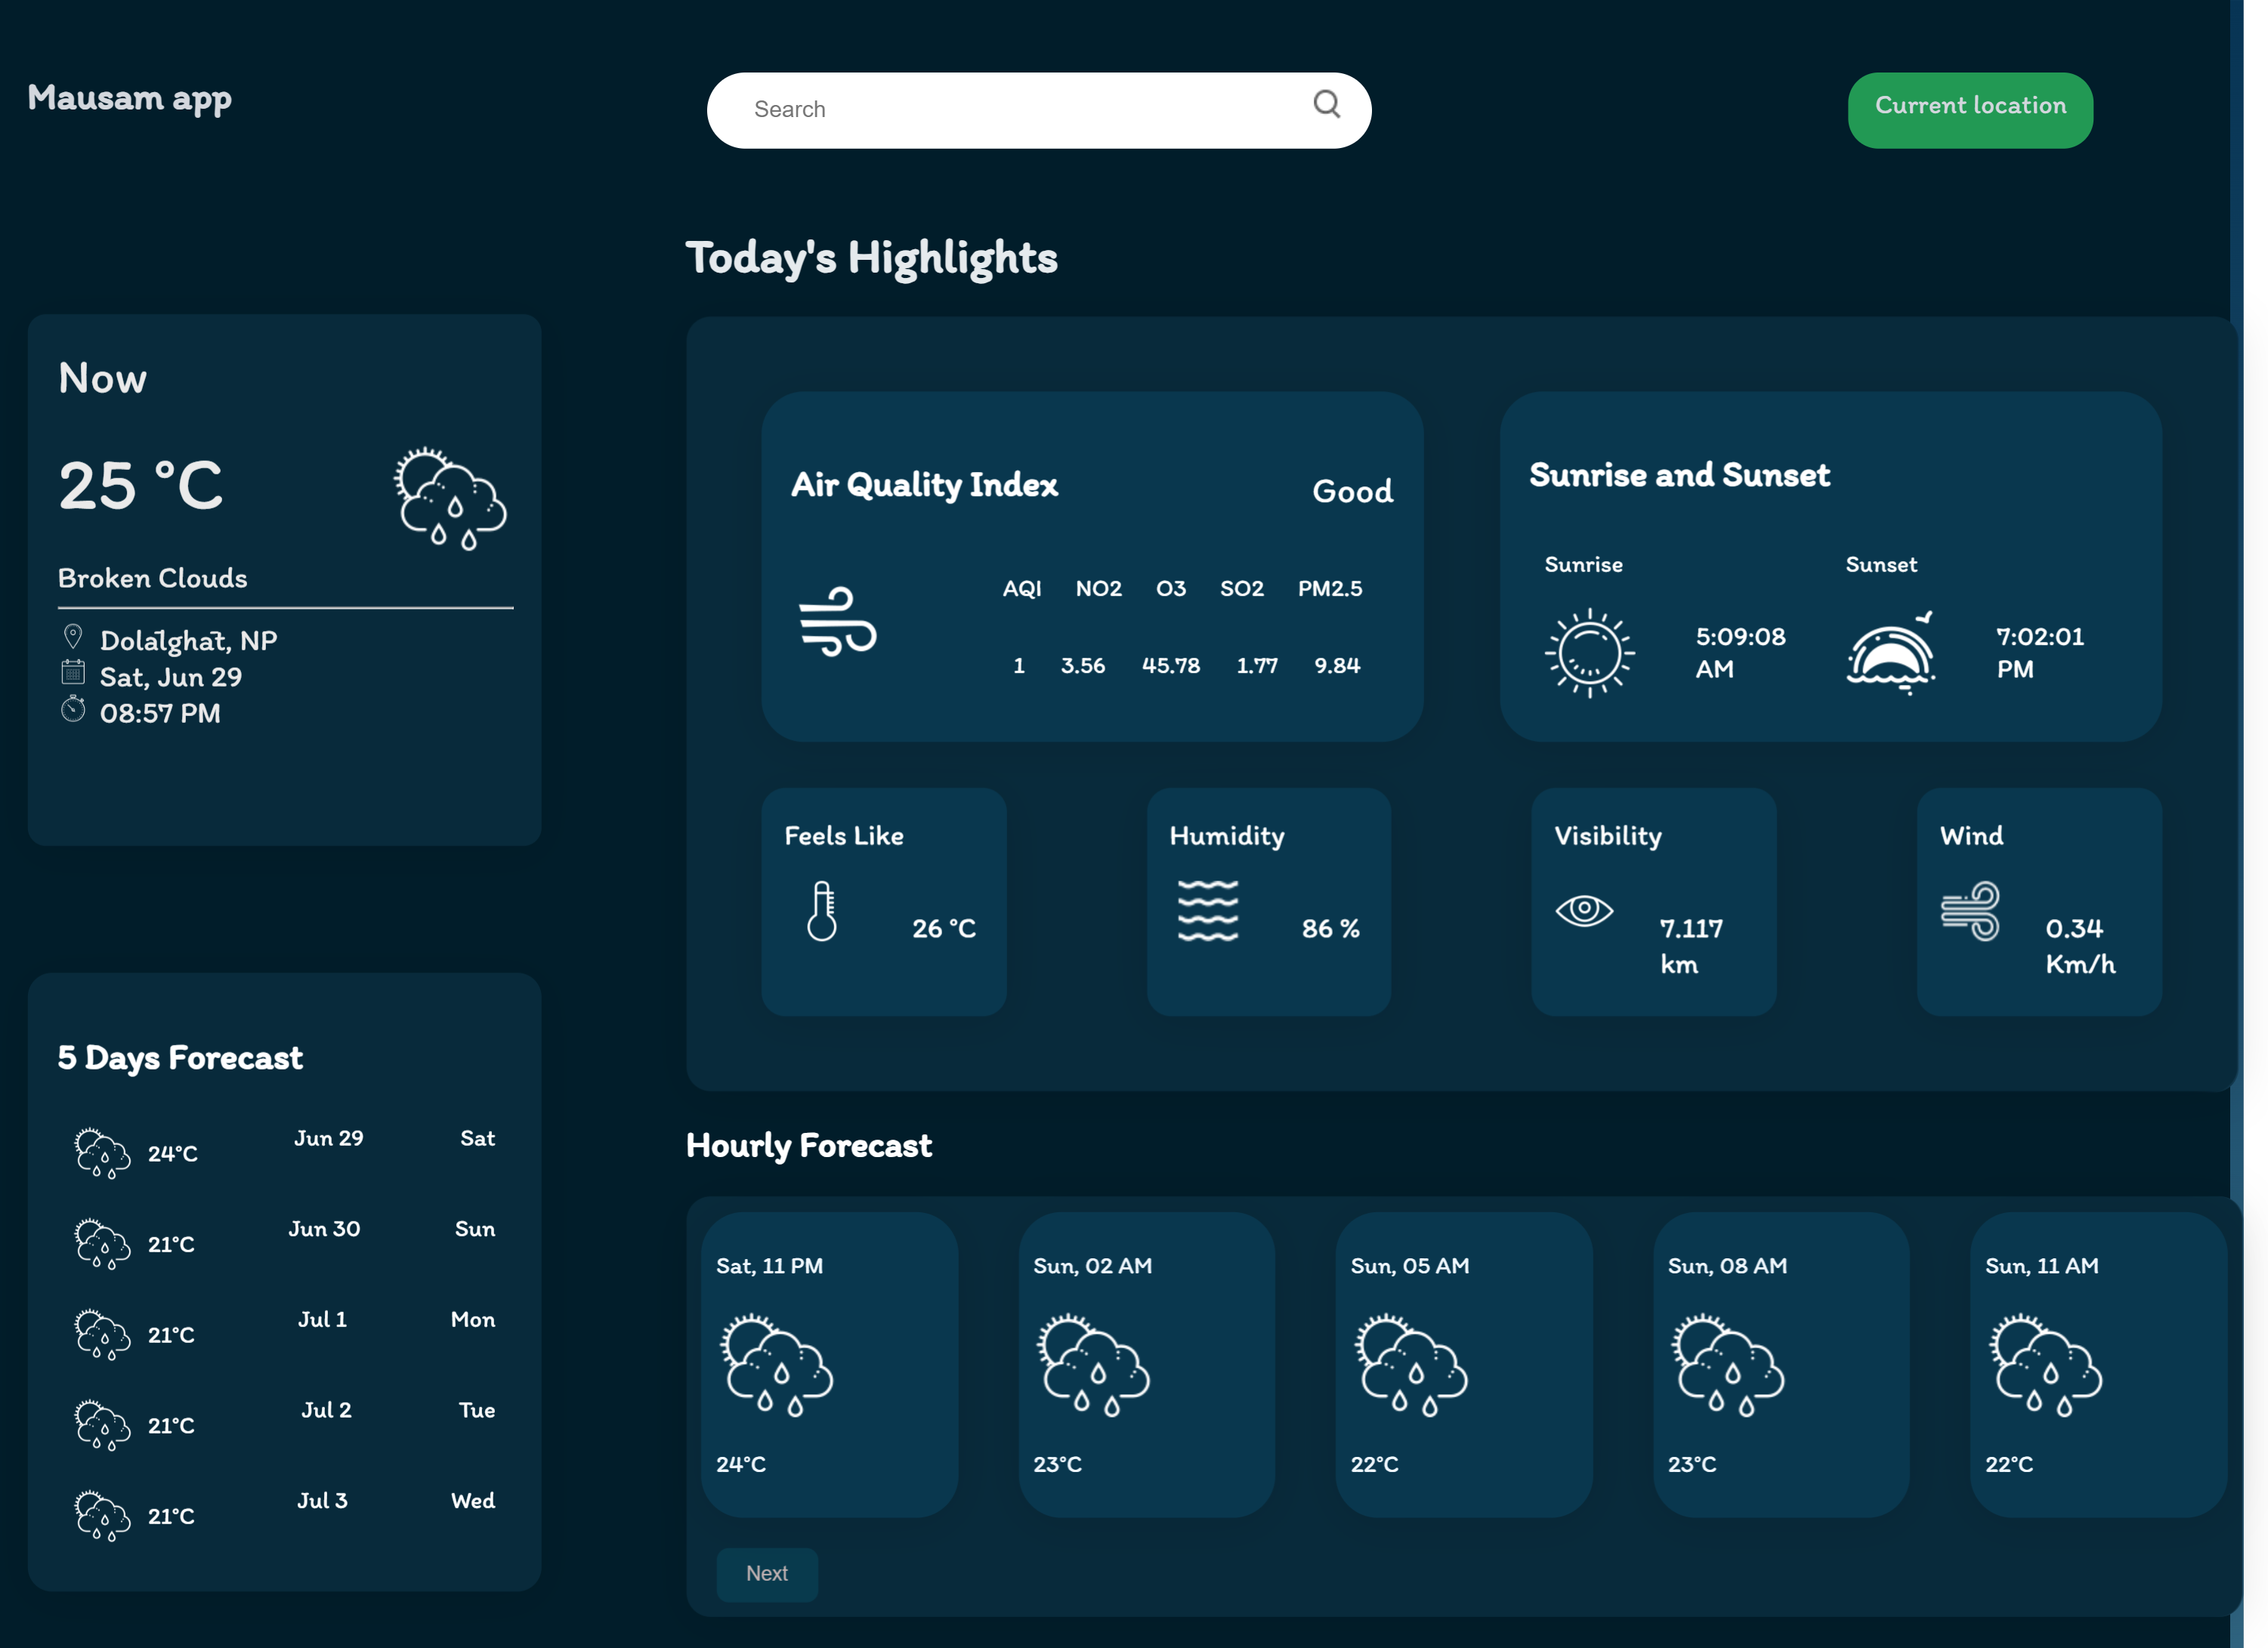 Mausam app
Search
Current location
Today's Highlights
Now
25 °C
Broken Clouds
Dolālghāt, NP
Sat, Jun 29
08:57 PM
Air Quality Index
Good
AQI NO2 O3 SO2 PM2.5
1 3.56 45.78 1.77 9.84
Sunrise and Sunset
Sunrise
5:09:08
AM
Sunset
7:02:01
PM
Feels Like
26 °C
Humidity
86 %
Visibility
7.117
km
Wind
0.34
Km/h
5 Days Forecast
24°C Jun 29 Sat
21°C Jun 30 Sun
21°C Jul 1 Mon
21°C Jul 2 Tue
21°C Jul 3 Wed
Hourly Forecast
Sat, 11 PM
24°C
Sun, 02 AM
23°C
Sun, 05 AM
22°C
Sun, 08 AM
23°C
Sun, 11 AM
22°C
Next